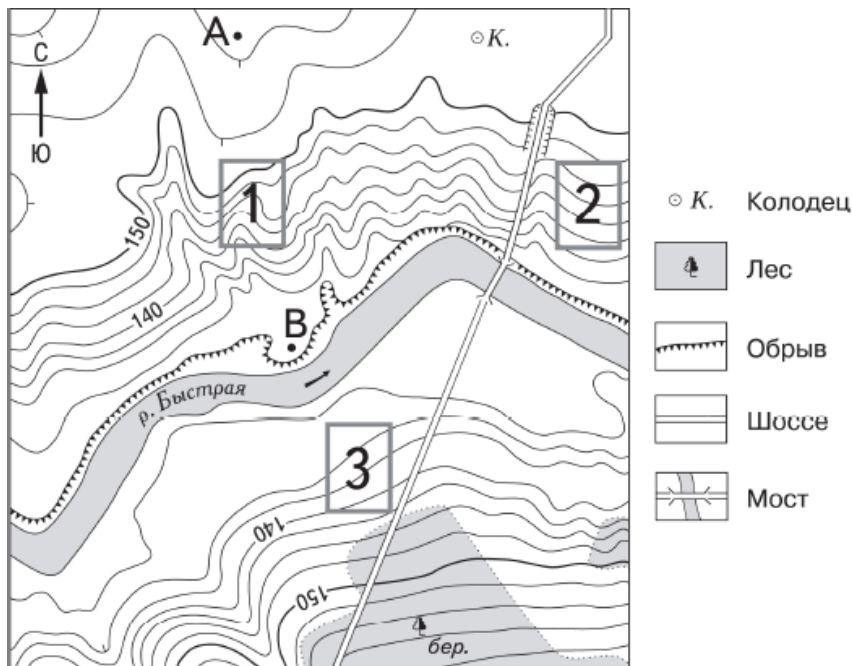 А
К.
С
Ю
1
2
150
140
В
р. Быстрая
3
140
150
бер.
К. Колодец
Лес
Обрыв
Шоссе
Мост